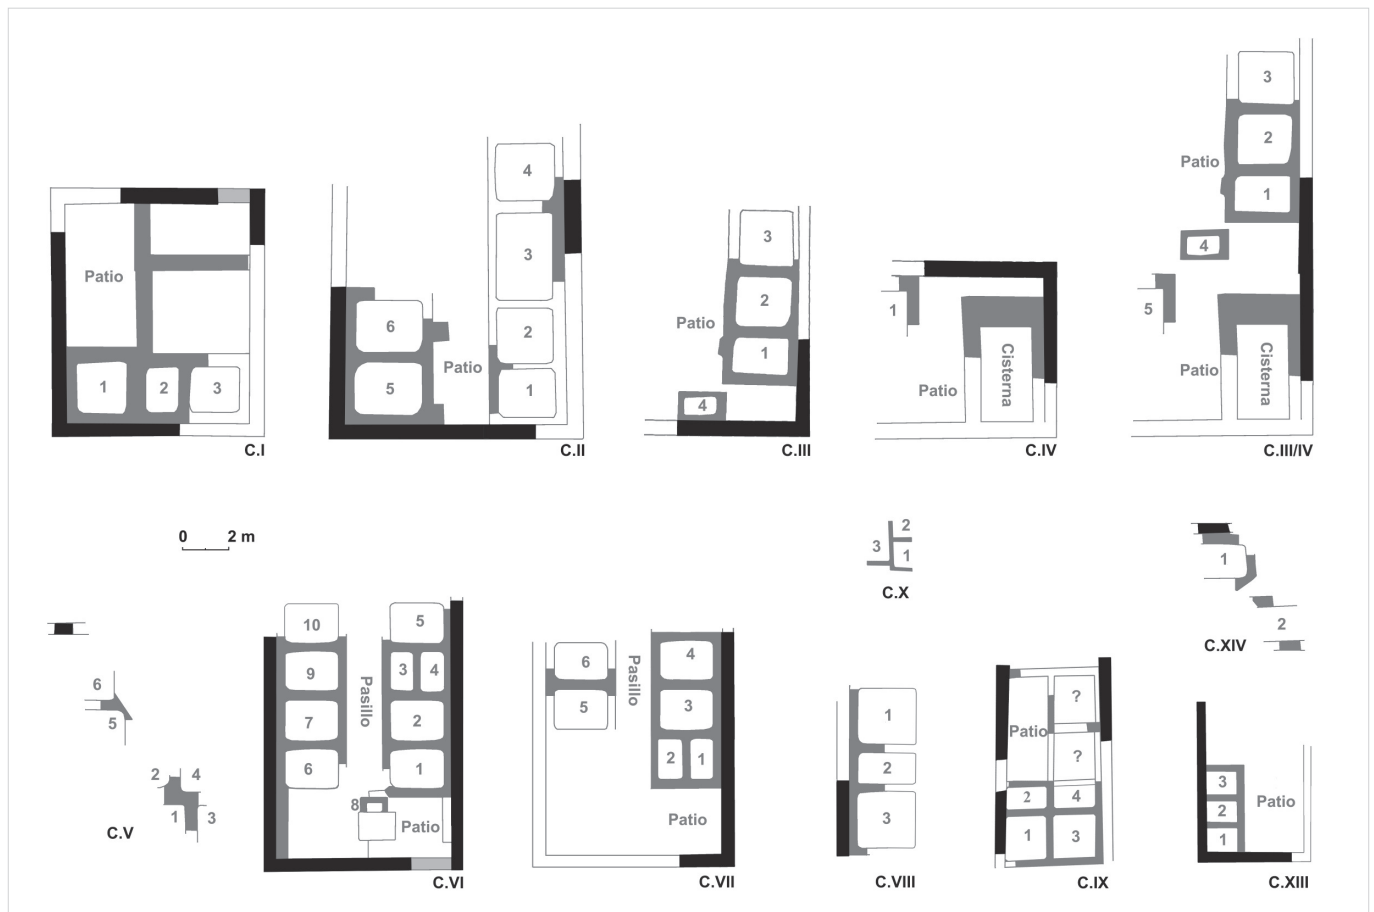 Patio
1
2
3
C.I
4
3
2
1
6
5
Patio
C.II
3
2
1
4
Patio
C.III
1
Patio
Cisterna
C.IV
3
2
1
4
5
Patio
Patio
Cisterna
C.III/IV
0 2 m
6
5
2 4
1 3
C.V
10
9
7
6
Pasillo
5
3 4
2
1
8
Patio
C.VI
6
5
Pasillo
4
3
2 1
Patio
C.VII
1
2
3
C.VIII
2
3
1
C.X
Patio
?
?
2 4
1 3
C.IX
1
2
C.XIV
3
2
1
Patio
C.XIII